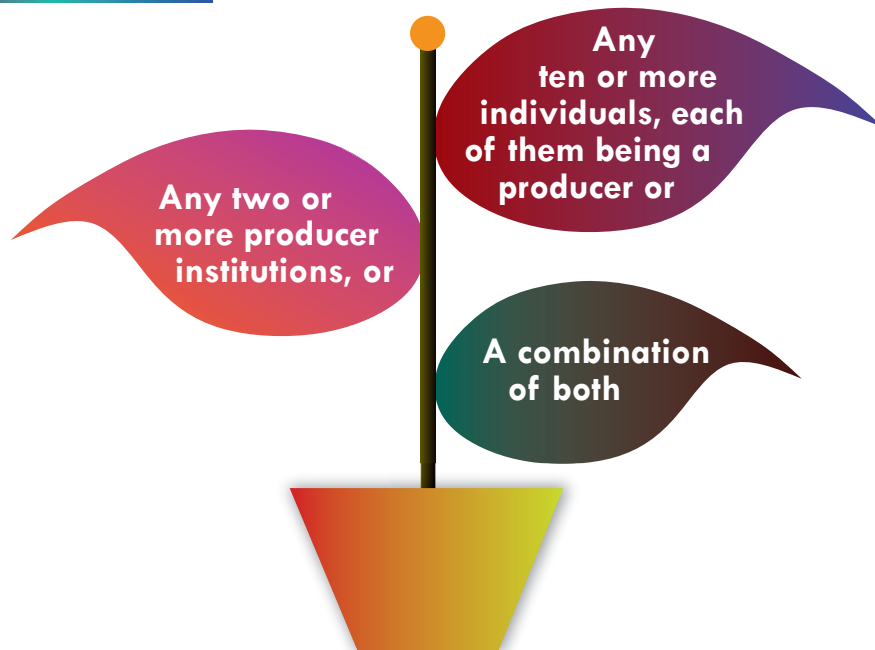 Any
ten or more
individuals, each
of them being a
producer or
Any two or
more producer
institutions, or
A combination
of both